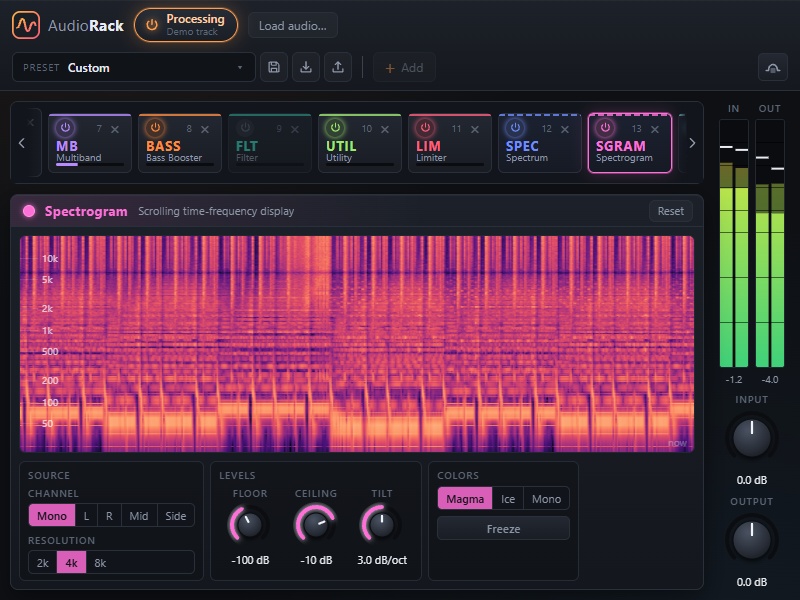 AudioRack
Processing
Demo track
Load audio...
PRESET Custom
+ Add
7
MB
Multiband
8
BASS
Bass Booster
9
FLT
Filter
10
UTIL
Utility
11
LIM
Limiter
12
SPEC
Spectrum
13
SGRAM
Spectrogram
IN OUT
Spectrogram Scrolling time-frequency display
Reset
10k
5k
2k
1k
500
200
100
50
now
-1.2 -4.0
INPUT
0.0 dB
OUTPUT
0.0 dB
SOURCE
CHANNEL
Mono L R Mid Side
RESOLUTION
2k 4k 8k
LEVELS
FLOOR CEILING TILT
-100 dB -10 dB 3.0 dB/oct
COLORS
Magma Ice Mono
Freeze